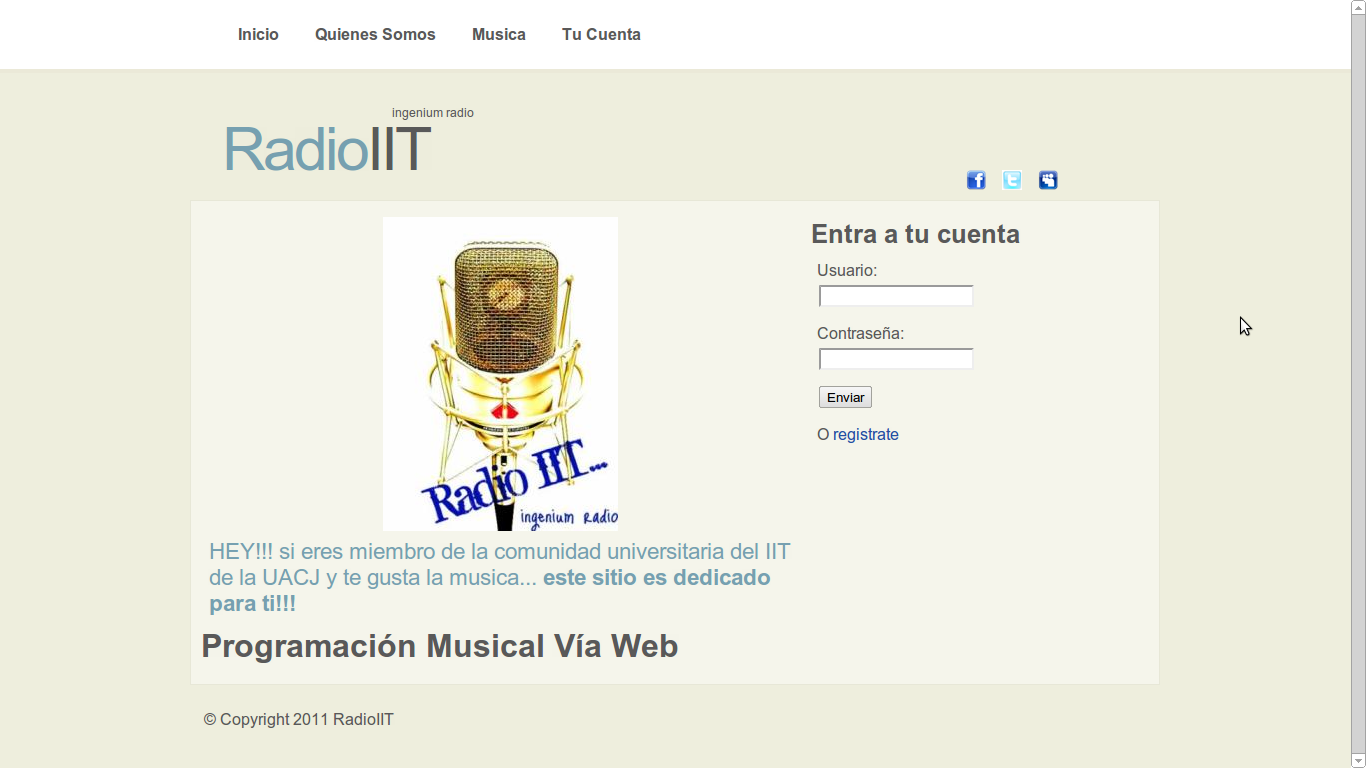 Inicio Quienes Somos Musica Tu Cuenta
ingenium radio
RadioIIT
Entra a tu cuenta
Usuario:
Contraseña:
Enviar
O registrate
Radio IIT...
ingenium radio
HEY!!! si eres miembro de la comunidad universitaria del IIT
de la UACJ y te gusta la musica... este sitio es dedicado
para ti!!!
Programación Musical Vía Web
© Copyright 2011 RadioIIT